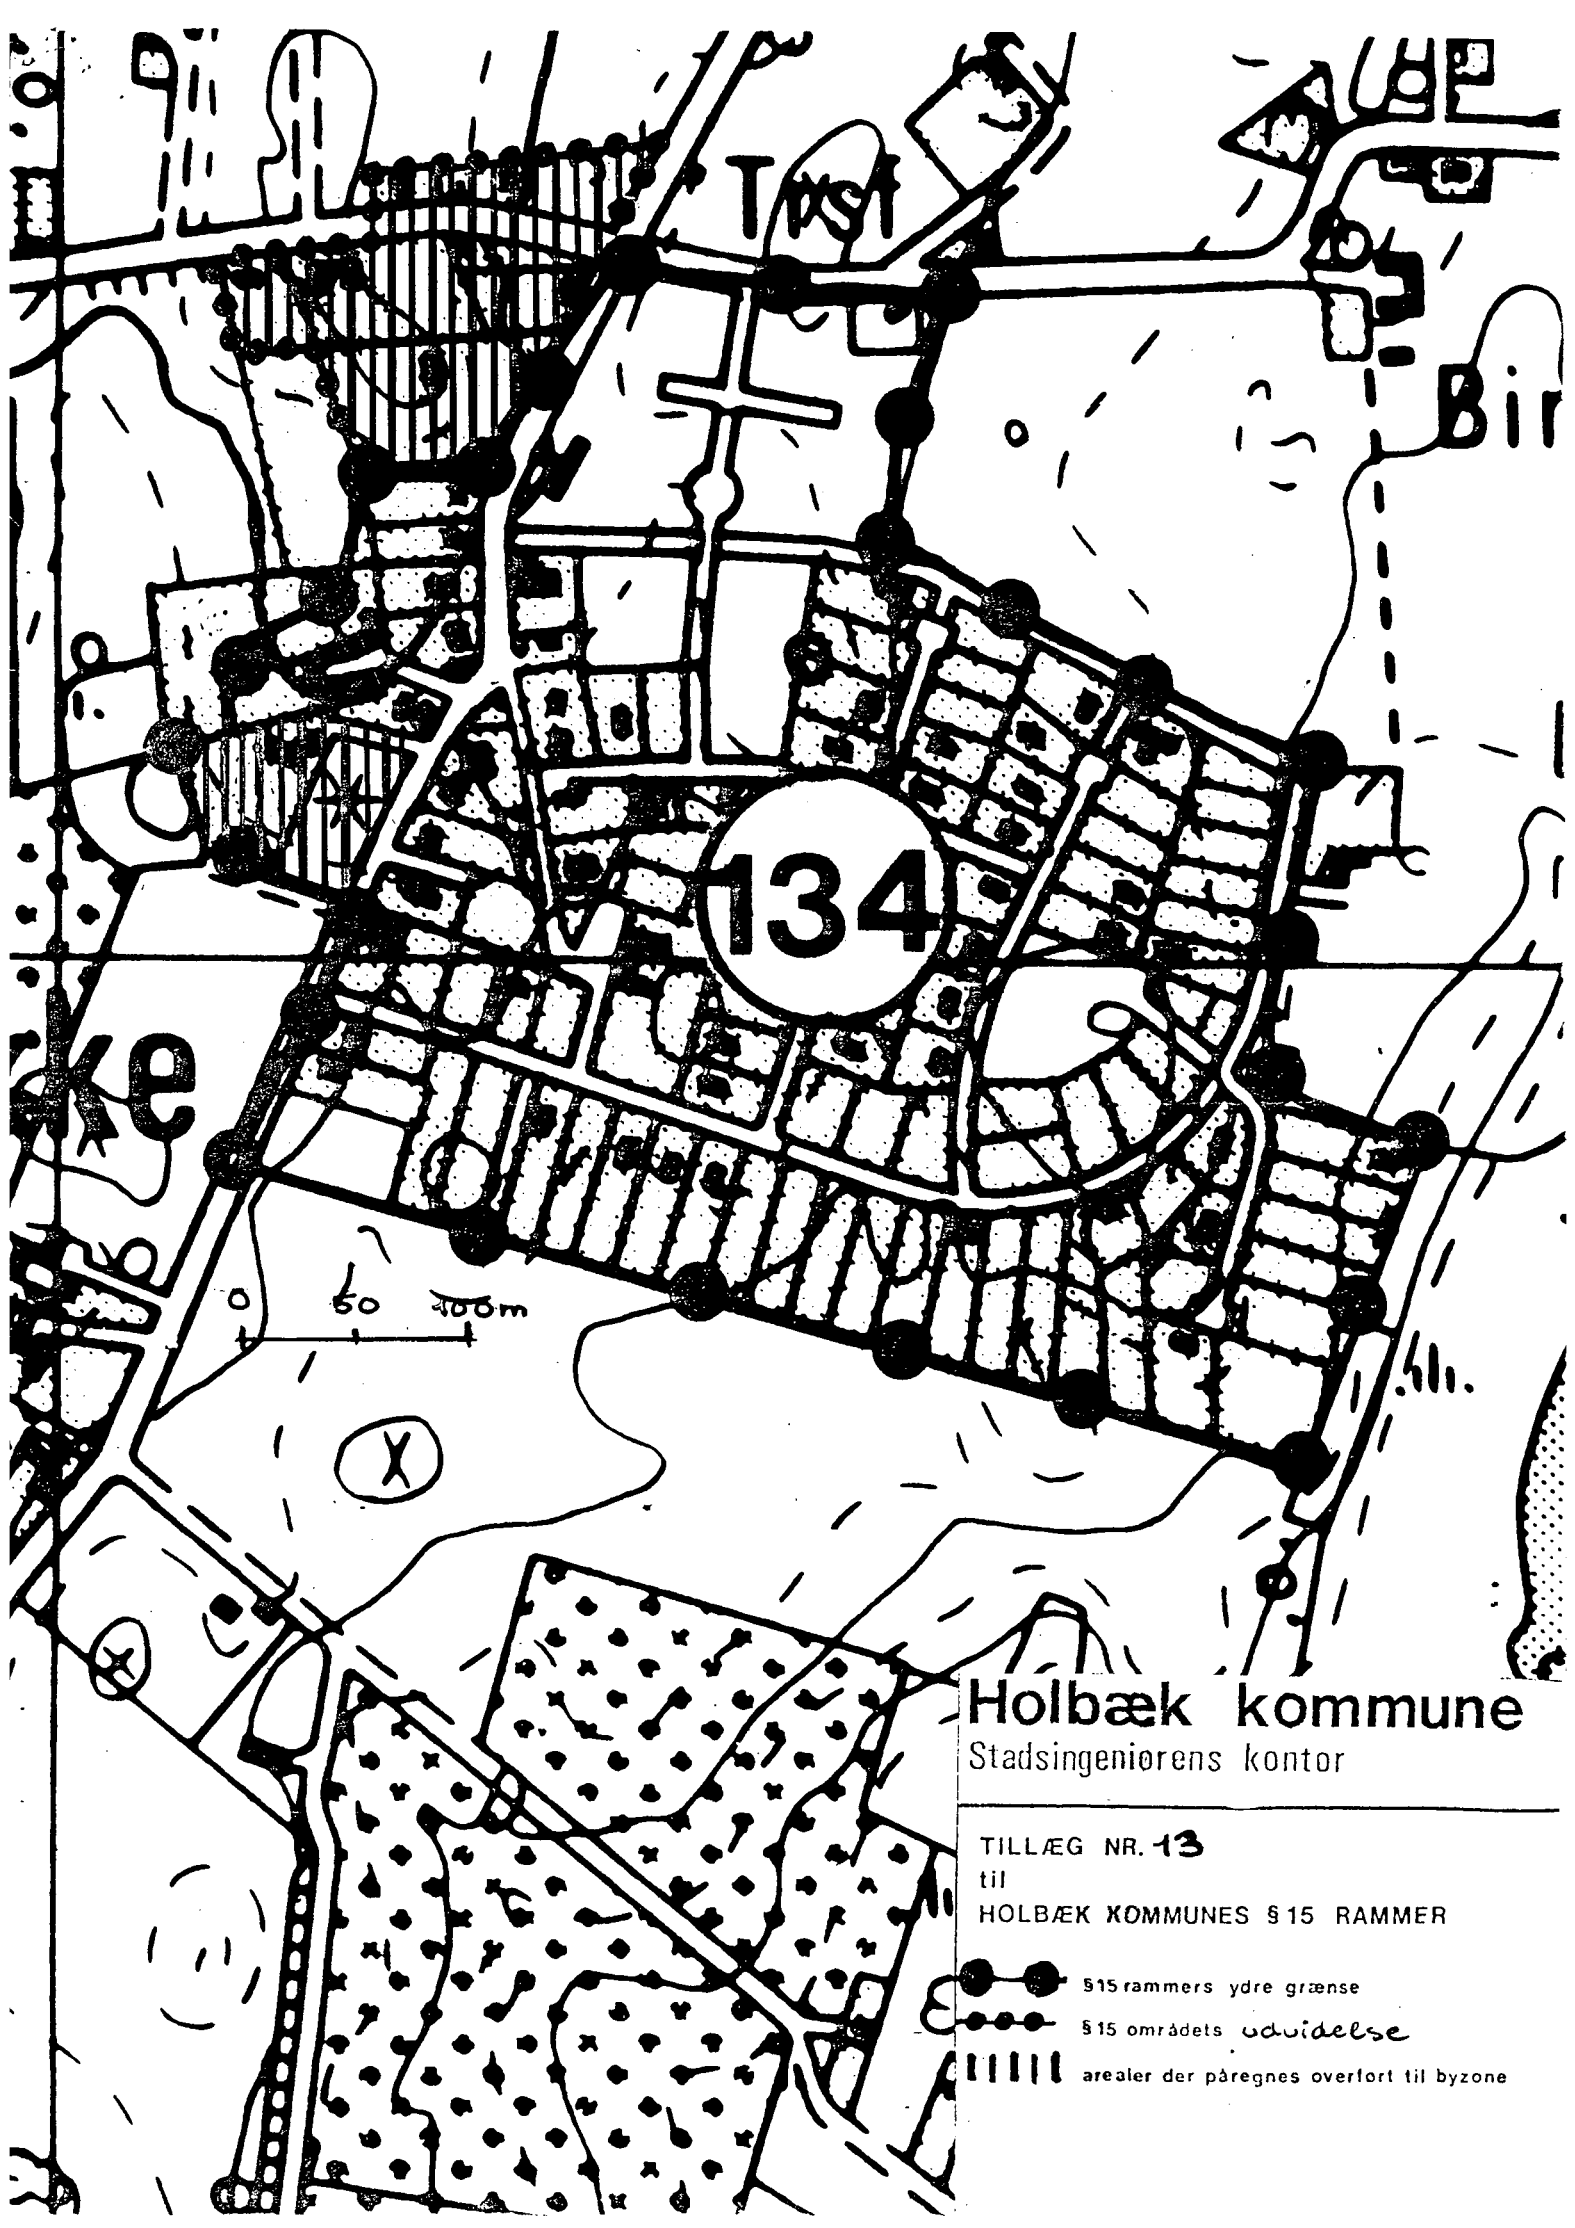 Tost
Bir
134
ke
0 50 100m
Holbæk kommune
Stadsingeniørens kontor
TILLÆG NR. 13
til
HOLBÆK KOMMUNES §15 RAMMER
§15 rammers ydre grænse
§15 områdets udvidelse
arealer der påregnes overført til byzone